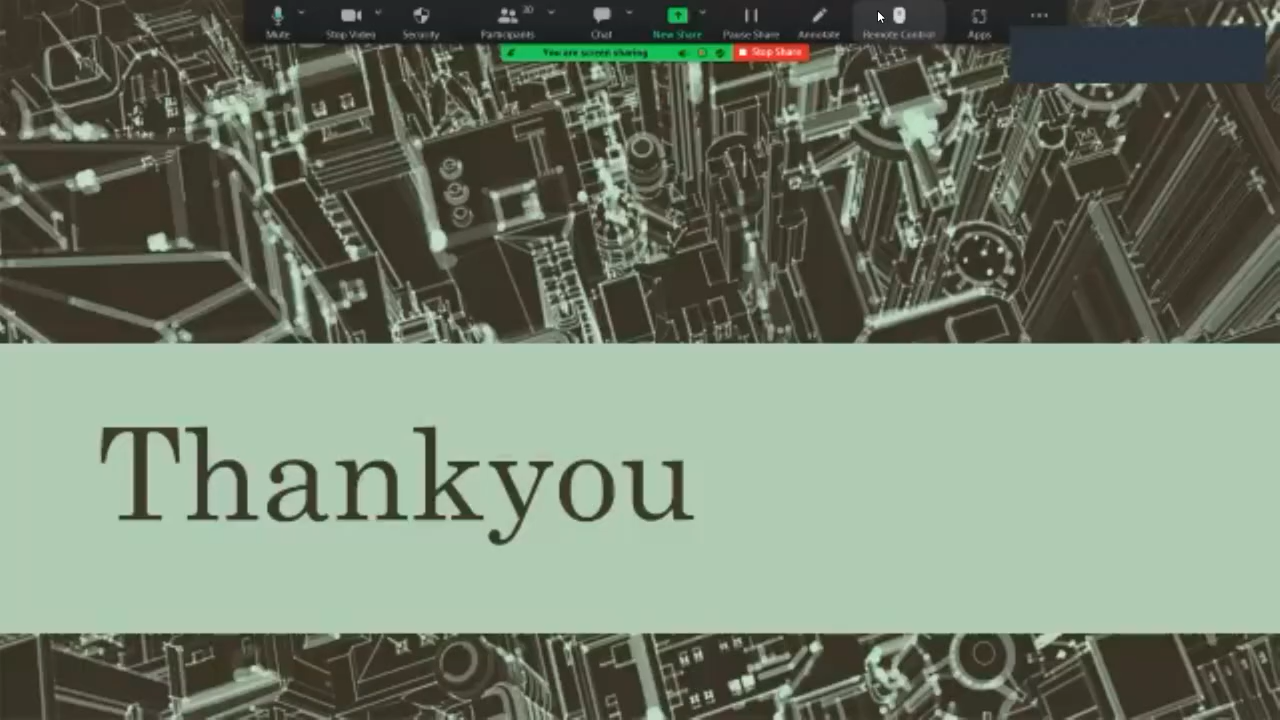 30
Mute
Stop Video
Security
Participants
Chat
New Share
Pause Share
Annotate
Remote Control
Apps
You are screen sharing
Stop Share
Thankyou